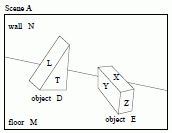 Scene A
wall N
L
T
X
Y
Z
object D
object E
floor M